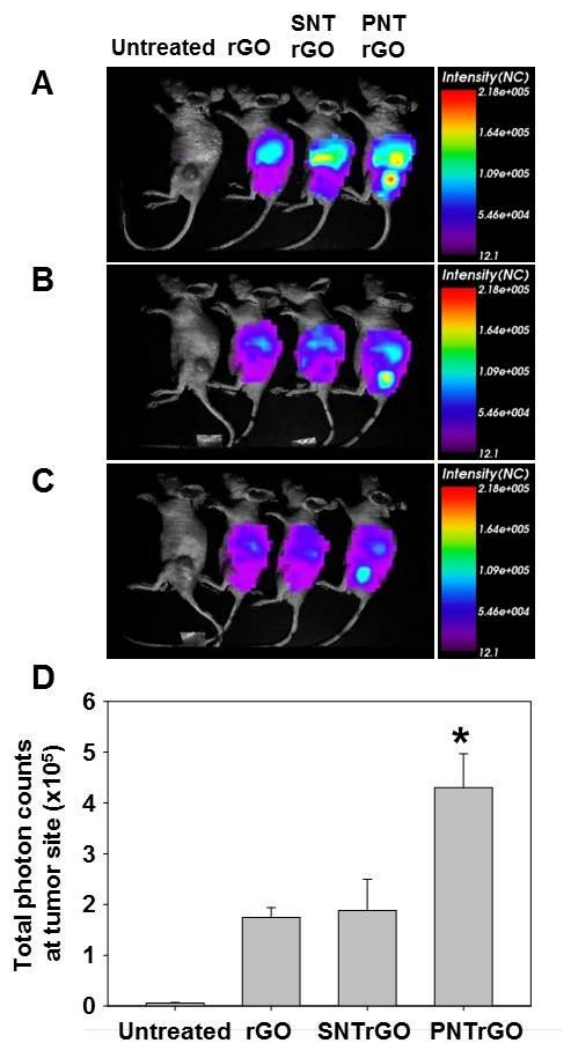 SNT PNT
Untreated rGO rGO rGO
A
Intensity(NC)
2.18e+005
1.64e+005
1.09e+005
5.46e+004
12.1
B
Intensity(NC)
2.18e+005
1.64e+005
1.09e+005
5.46e+004
12.1
C
Intensity(NC)
2.18e+005
1.64e+005
1.09e+005
5.46e+004
12.1
D
Total photon counts
at tumor site (x10⁵)
6
5
4
3
2
1
0
*
Untreated rGO SNTrGO PNTrGO